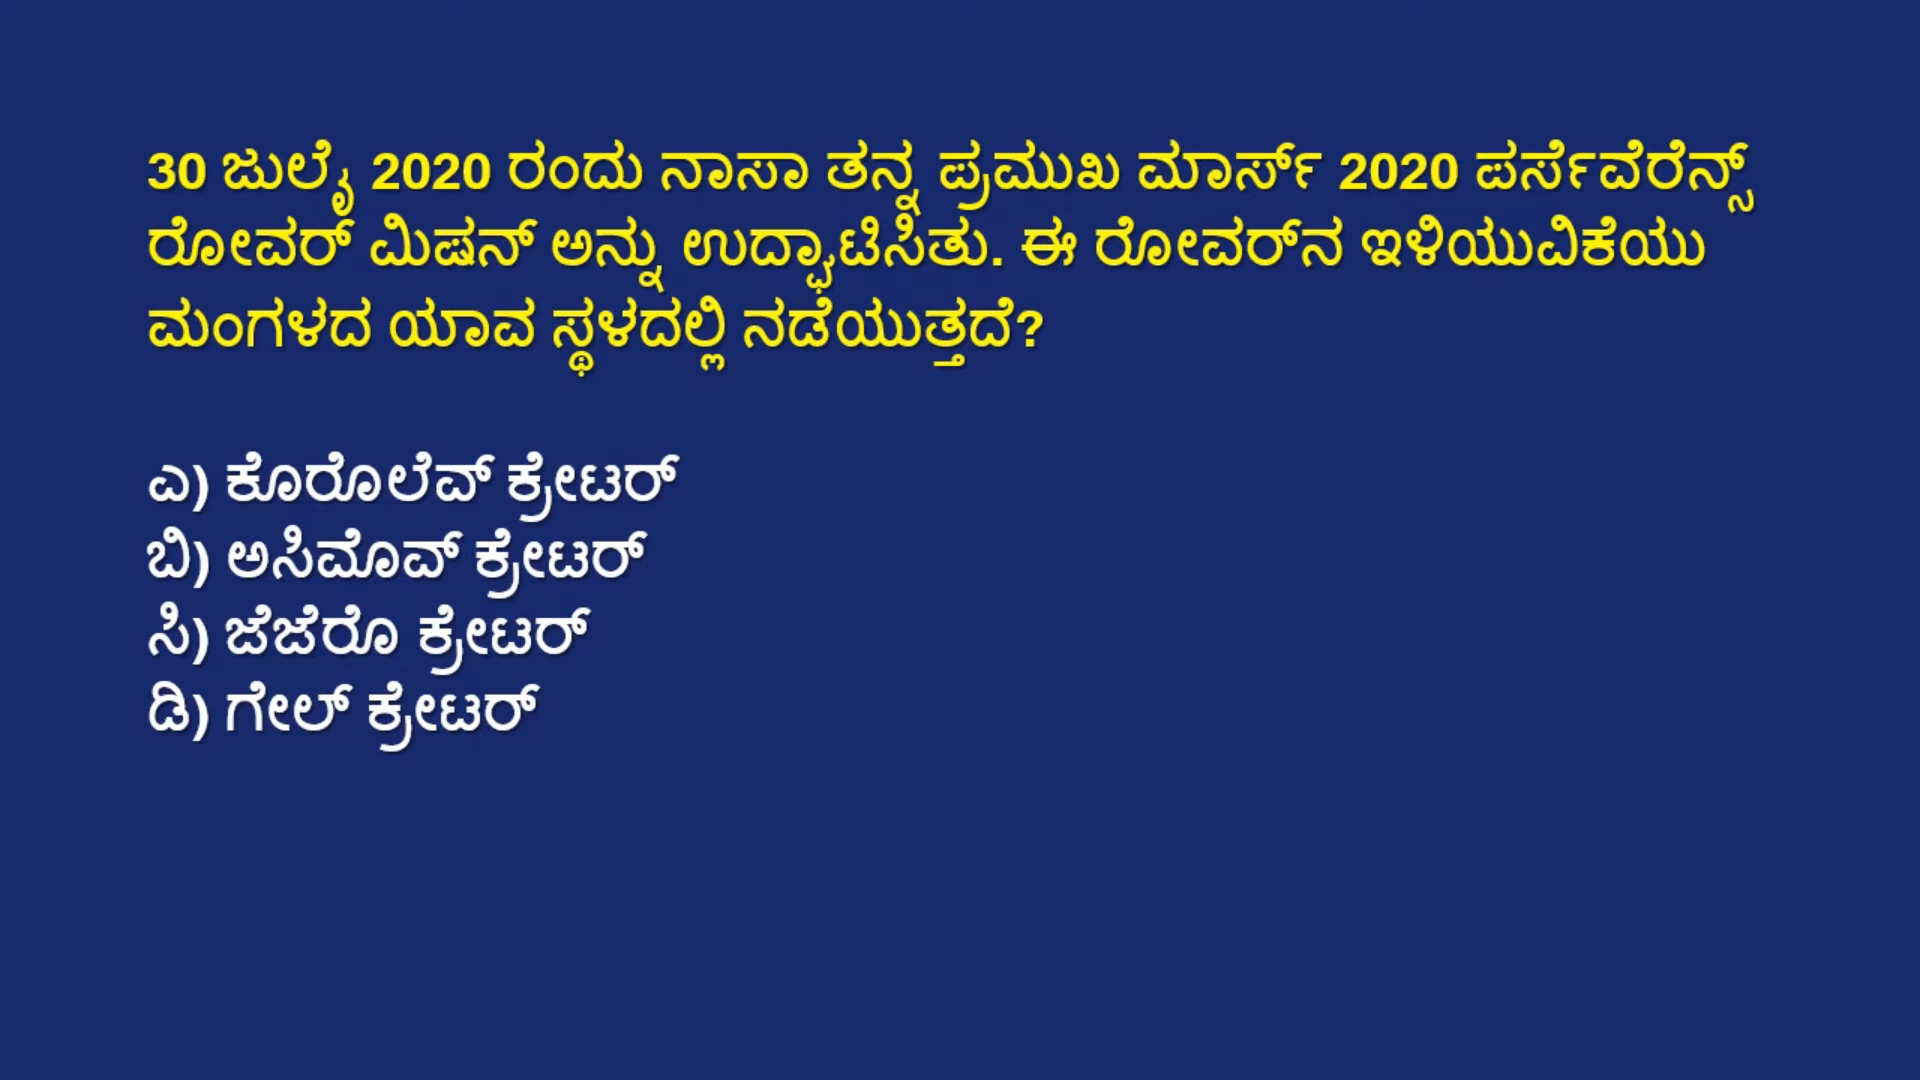 30 ಜುಲೈ 2020 ರಂದು ನಾಸಾ ತನ್ನ ಪ್ರಮುಖ ಮಾರ್ಸ್ 2020 ಪರ್ಸೆವೆರೆನ್ಸ್
ರೋವರ್ ಮಿಷನ್ ಅನ್ನು ಉದ್ಘಾಟಿಸಿತು. ಈ ರೋವರ್‌ನ ಇಳಿಯುವಿಕೆಯು
ಮಂಗಳದ ಯಾವ ಸ್ಥಳದಲ್ಲಿ ನಡೆಯುತ್ತದೆ?
ಎ) ಕೊರೊಲೆವ್ ಕ್ರೇಟರ್
ಬಿ) ಅಸಿಮೊವ್ ಕ್ರೇಟರ್
ಸಿ) ಜೆಜೆರೊ ಕ್ರೇಟರ್
ಡಿ) ಗೇಲ್ ಕ್ರೇಟರ್